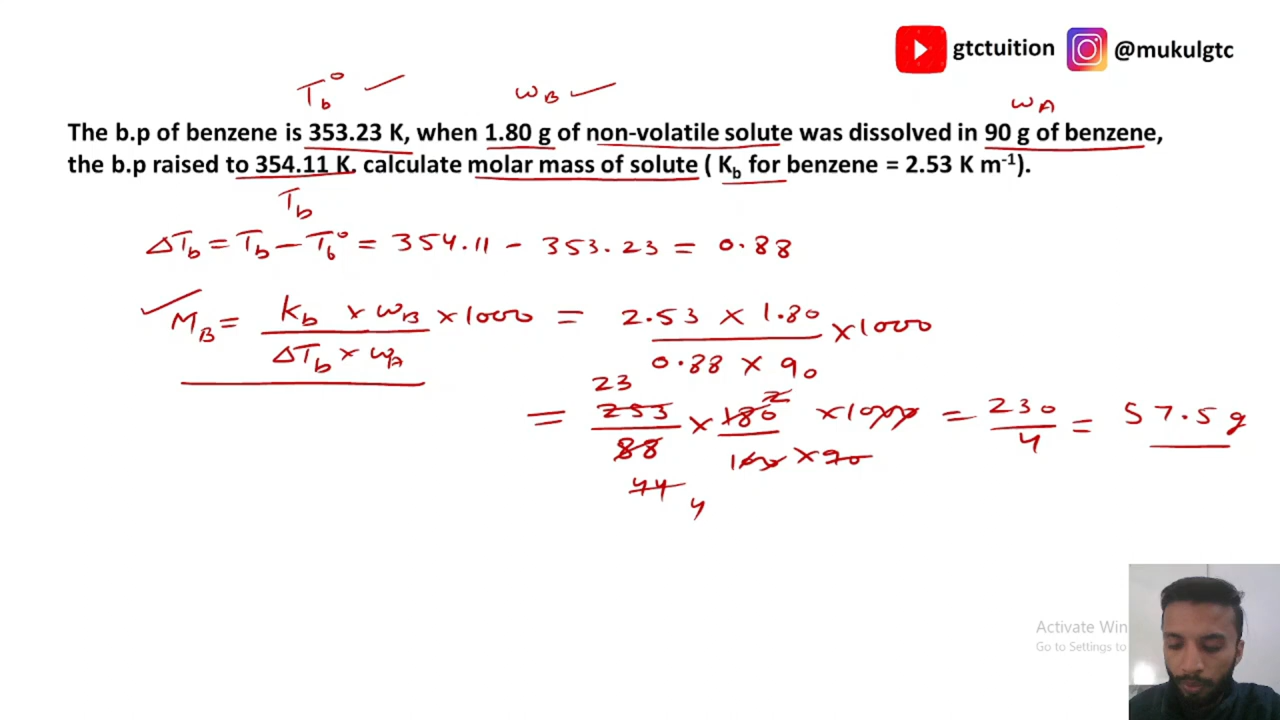 gtctuition @mukulgtc
T_b° ✓ w_B ✓ w_A
The b.p of benzene is 353.23 K, when 1.80 g of non-volatile solute was dissolved in 90 g of benzene,
the b.p raised to 354.11 K. calculate molar mass of solute ( K_b for benzene = 2.53 K m⁻¹).
T_b
ΔT_b = T_b − T_b° = 354.11 − 353.23 = 0.88
✓ M_B = K_b × w_B × 1000 = 2.53 × 1.80 × 1000
ΔT_b × w_A 0.88 × 90
23 2
= 253 × 180 × 1000 = 230 = 57.5 g
88 100 × 90 4
44 4
Activate Win
Go to Settings to